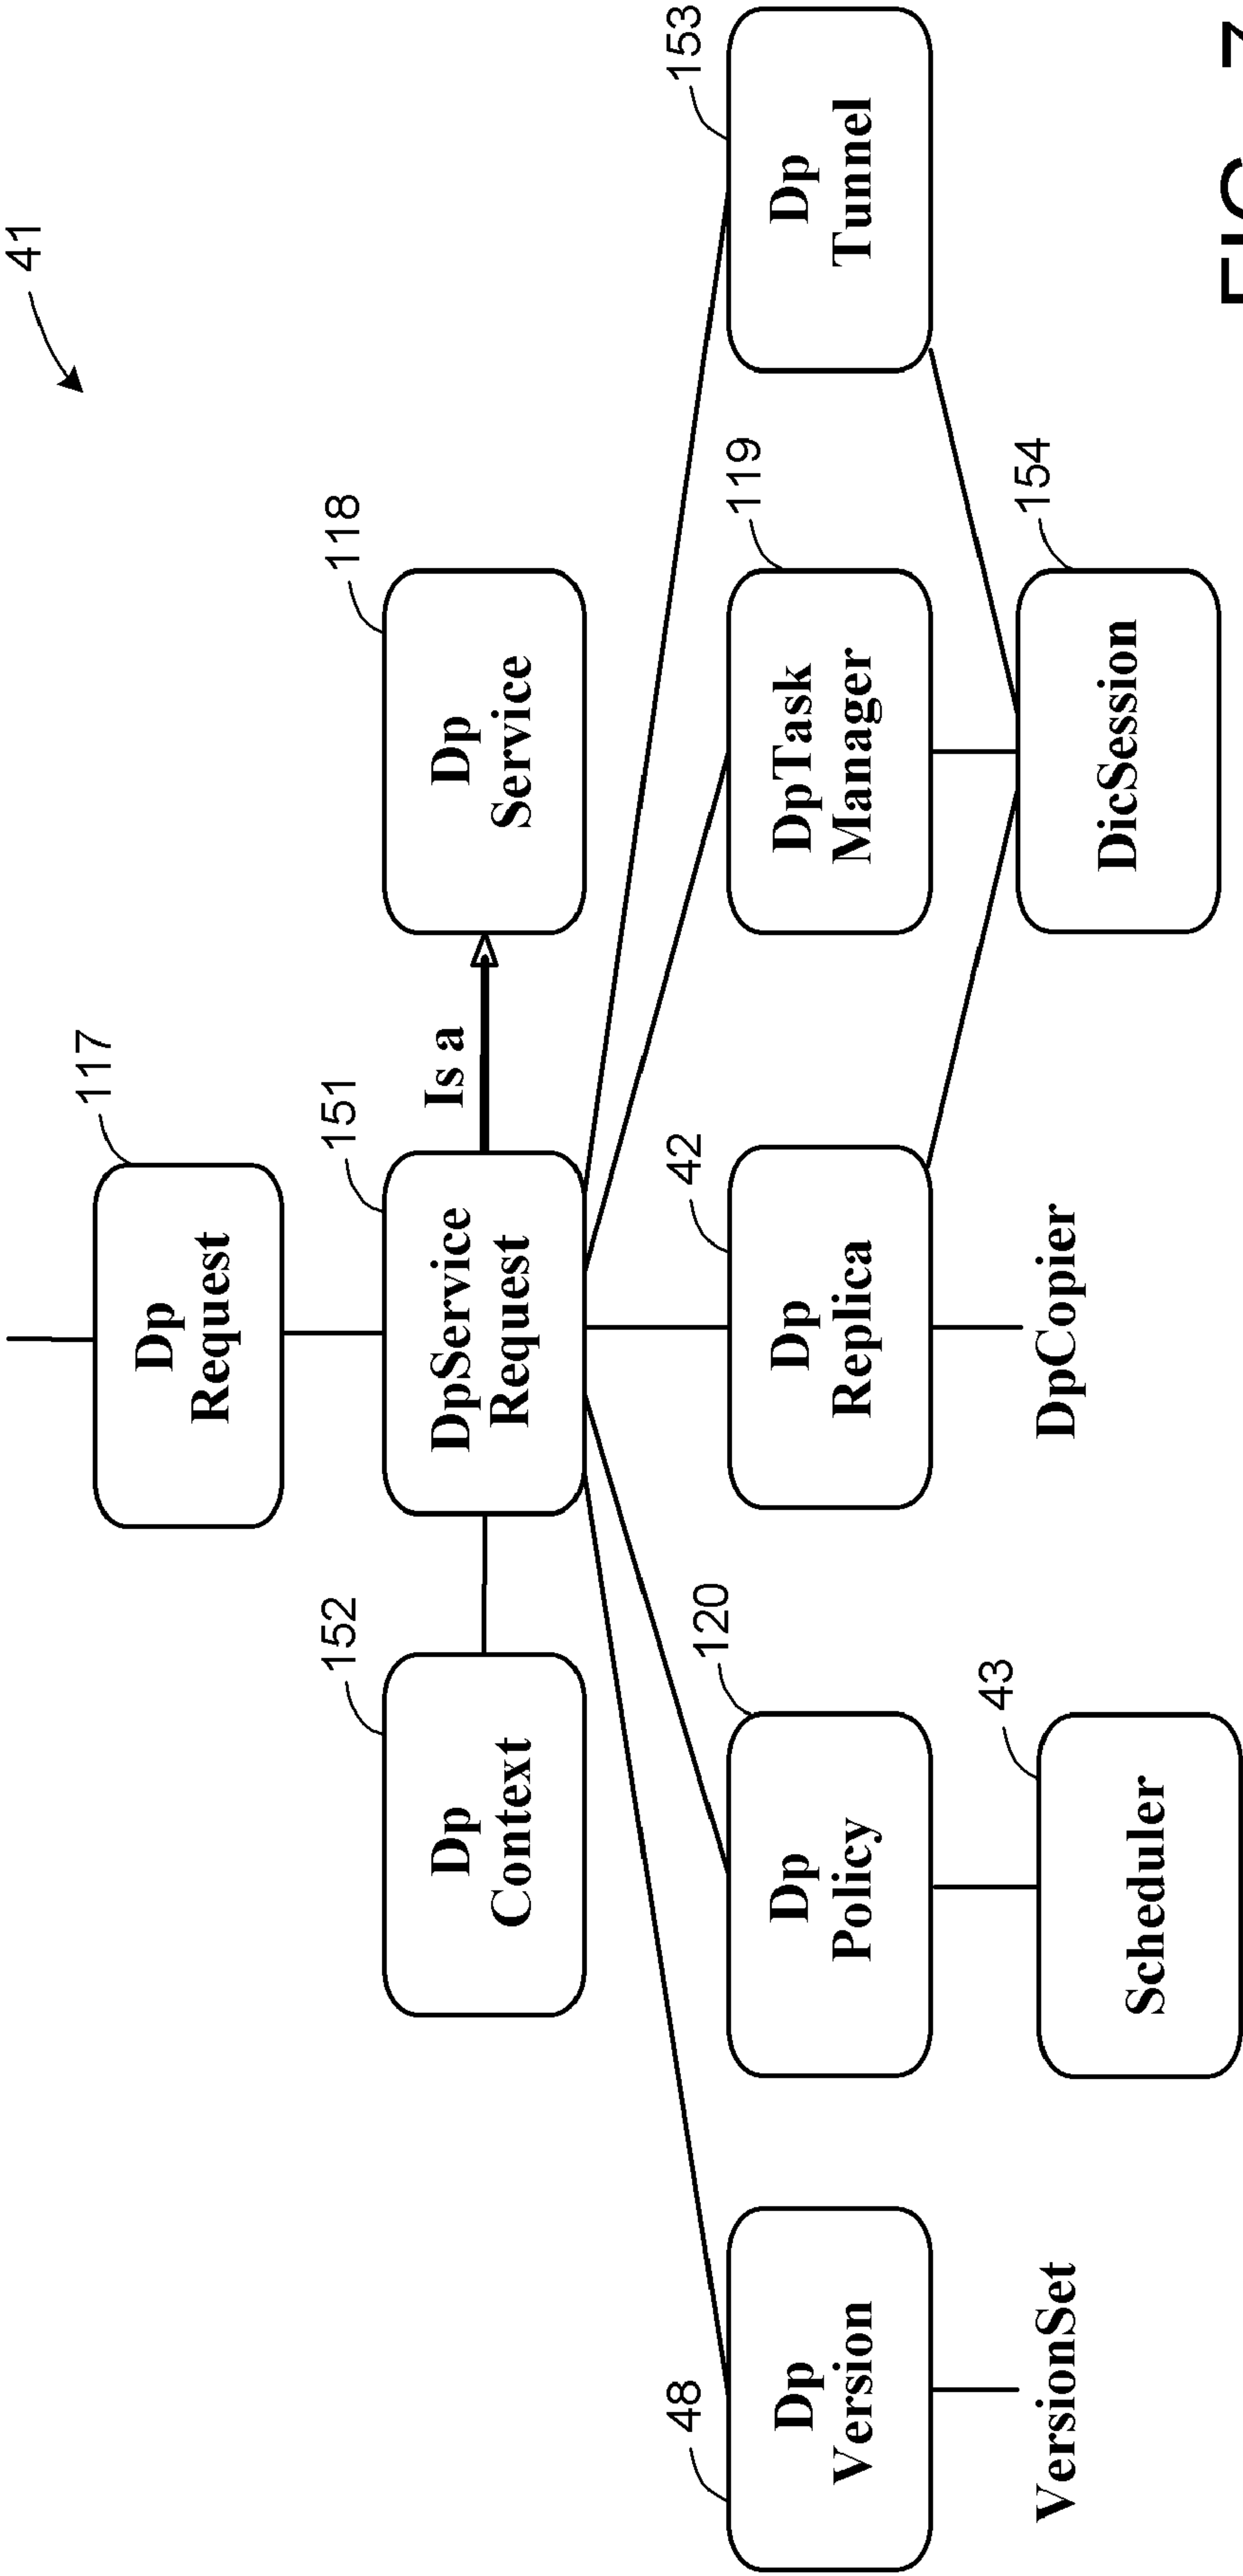 41
117
Dp
Request
152
Dp
Context
151
DpService
Request
Is a
118
Dp
Service
48
Dp
Version
120
Dp
Policy
42
Dp
Replica
119
DpTask
Manager
153
Dp
Tunnel
VersionSet
43
Scheduler
DpCopier
154
DicSession